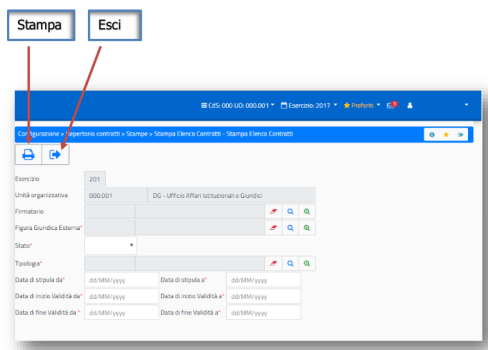 Stampa Esci
CdS: 000 UO: 000.001 Esercizio: 2017 Preferiti
Configurazione > Repertorio contratti > Stampe > Stampa Elenco Contratti - Stampa Elenco Contratti
Esercizio 201
Unità organizzativa 000.001 DG - Ufficio Affari Istituzionali e Giuridici
Firmatario
Figura Giuridica Esterna*
Stato*
Tipologia*
Data di stipula da* dd/MM/yyyy Data di stipula a* dd/MM/yyyy
Data di inizio Validità da* dd/MM/yyyy Data di inizio Validità a* dd/MM/yyyy
Data di fine Validità da * dd/MM/yyyy Data di fine Validità a* dd/MM/yyyy